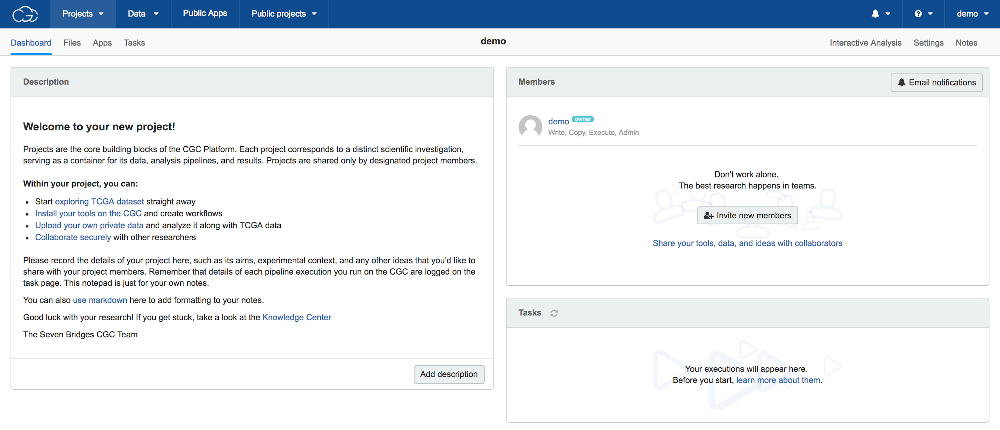 CGC
Projects
Data
Public Apps
Public projects
?
demo
Dashboard
Files
Apps
Tasks
demo
Interactive Analysis
Settings
Notes
Description
Welcome to your new project!
Projects are the core building blocks of the CGC Platform. Each project corresponds to a distinct scientific investigation,
serving as a container for its data, analysis pipelines, and results. Projects are shared only by designated project members.
Within your project, you can:
• Start exploring TCGA dataset straight away
• Install your tools on the CGC and create workflows
• Upload your own private data and analyze it along with TCGA data
• Collaborate securely with other researchers
Please record the details of your project here, such as its aims, experimental context, and any other ideas that you’d like to
share with your project members. Remember that details of each pipeline execution you run on the CGC are logged on the
task page. This notepad is just for your own notes.
You can also use markdown here to add formatting to your notes.
Good luck with your research! If you get stuck, take a look at the Knowledge Center
The Seven Bridges CGC Team
Add description
Members
Email notifications
demo owner
Write, Copy, Execute, Admin
Don't work alone.
The best research happens in teams.
Invite new members
Share your tools, data, and ideas with collaborators
Tasks
Your executions will appear here.
Before you start, learn more about them.